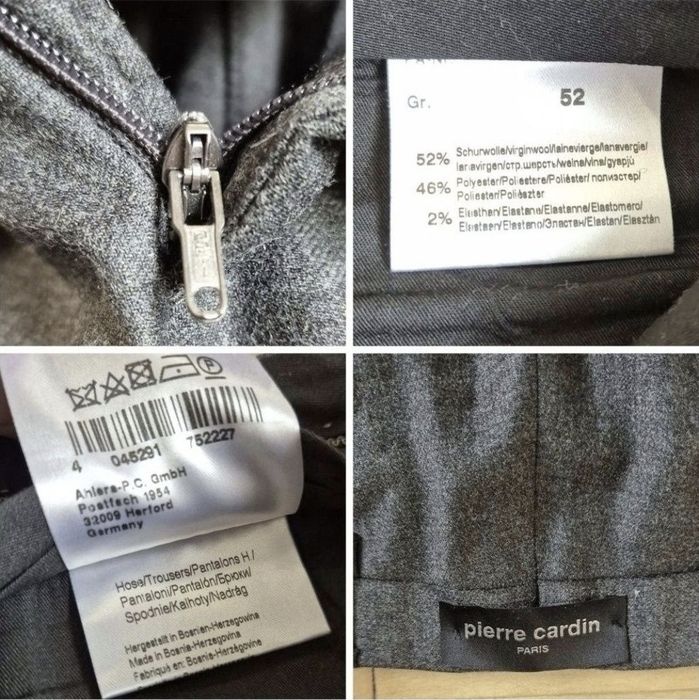 Gr. 52
52% Schurwolle/virginwool/lainevierge/lanavergie/
lanavirgen/стр.шерсть/welna/vlna/gyapjú
46% Polyester/Poliestere/Poliéster/ полиэстер/
Poliester/Poliészter
2% Elasthan/Elastane/Elastanne/Elastomero/
Elasteen/Elastano/Эластан/Elastan/Elasztán
4 045291 752227
Ahlers-P.C. GmbH
Postfach 1954
32009 Herford
Germany
Hose/Trousers/Pantalons H/
Pantaloni/Pantalón/Брюки/
Spodnie/Kalhoty/Nadrág
Hergestellt in Bosnien-Herzegowina
Made in Bosnia-Herzegovina
Fabriqué en: Bosnie-Herzégovine
pierre cardin
PARIS